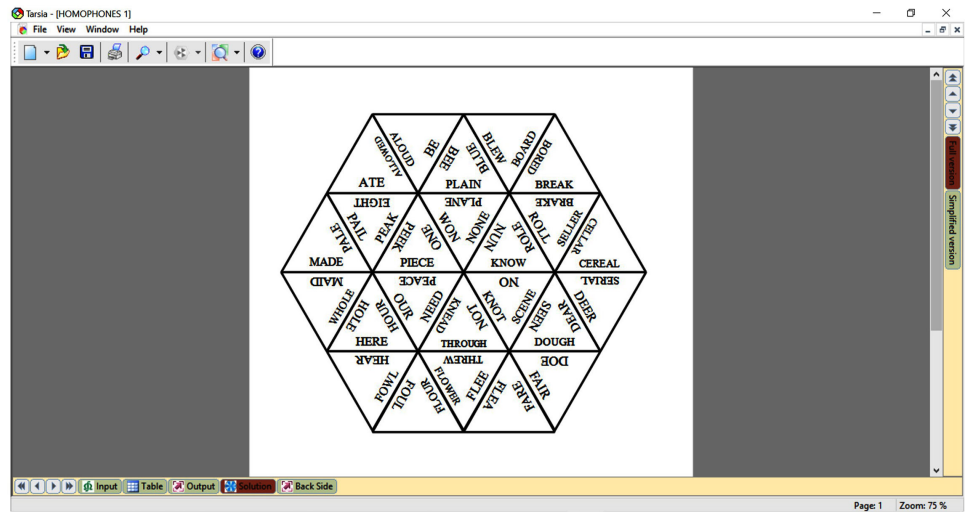 Tarsia - [HOMOPHONES 1]
File View Window Help
ALLOWED ALOUD BE BEE BLUE BLEW BOARD BORED
ATE PLAIN BREAK
EIGHT PLANE BRAKE
PALE PAIL PEAK PEEK ONE WON NONE NUN ROLE ROLL SELLER CELLAR
MADE PIECE KNOW CEREAL
MAID PEACE NO SERIAL
WHOLE HOLE HOUR OUR NEED KNEAD NOT KNOT SCENE SEEN DEAR DEER
HERE THROUGH DOUGH
HEAR THREW DOE
FOWL FOUL FLOUR FLOWER FLEE FLEA FARE FAIR
Full version
Simplified version
Input Table Output Solution Back Side
Page: 1 Zoom: 75 %